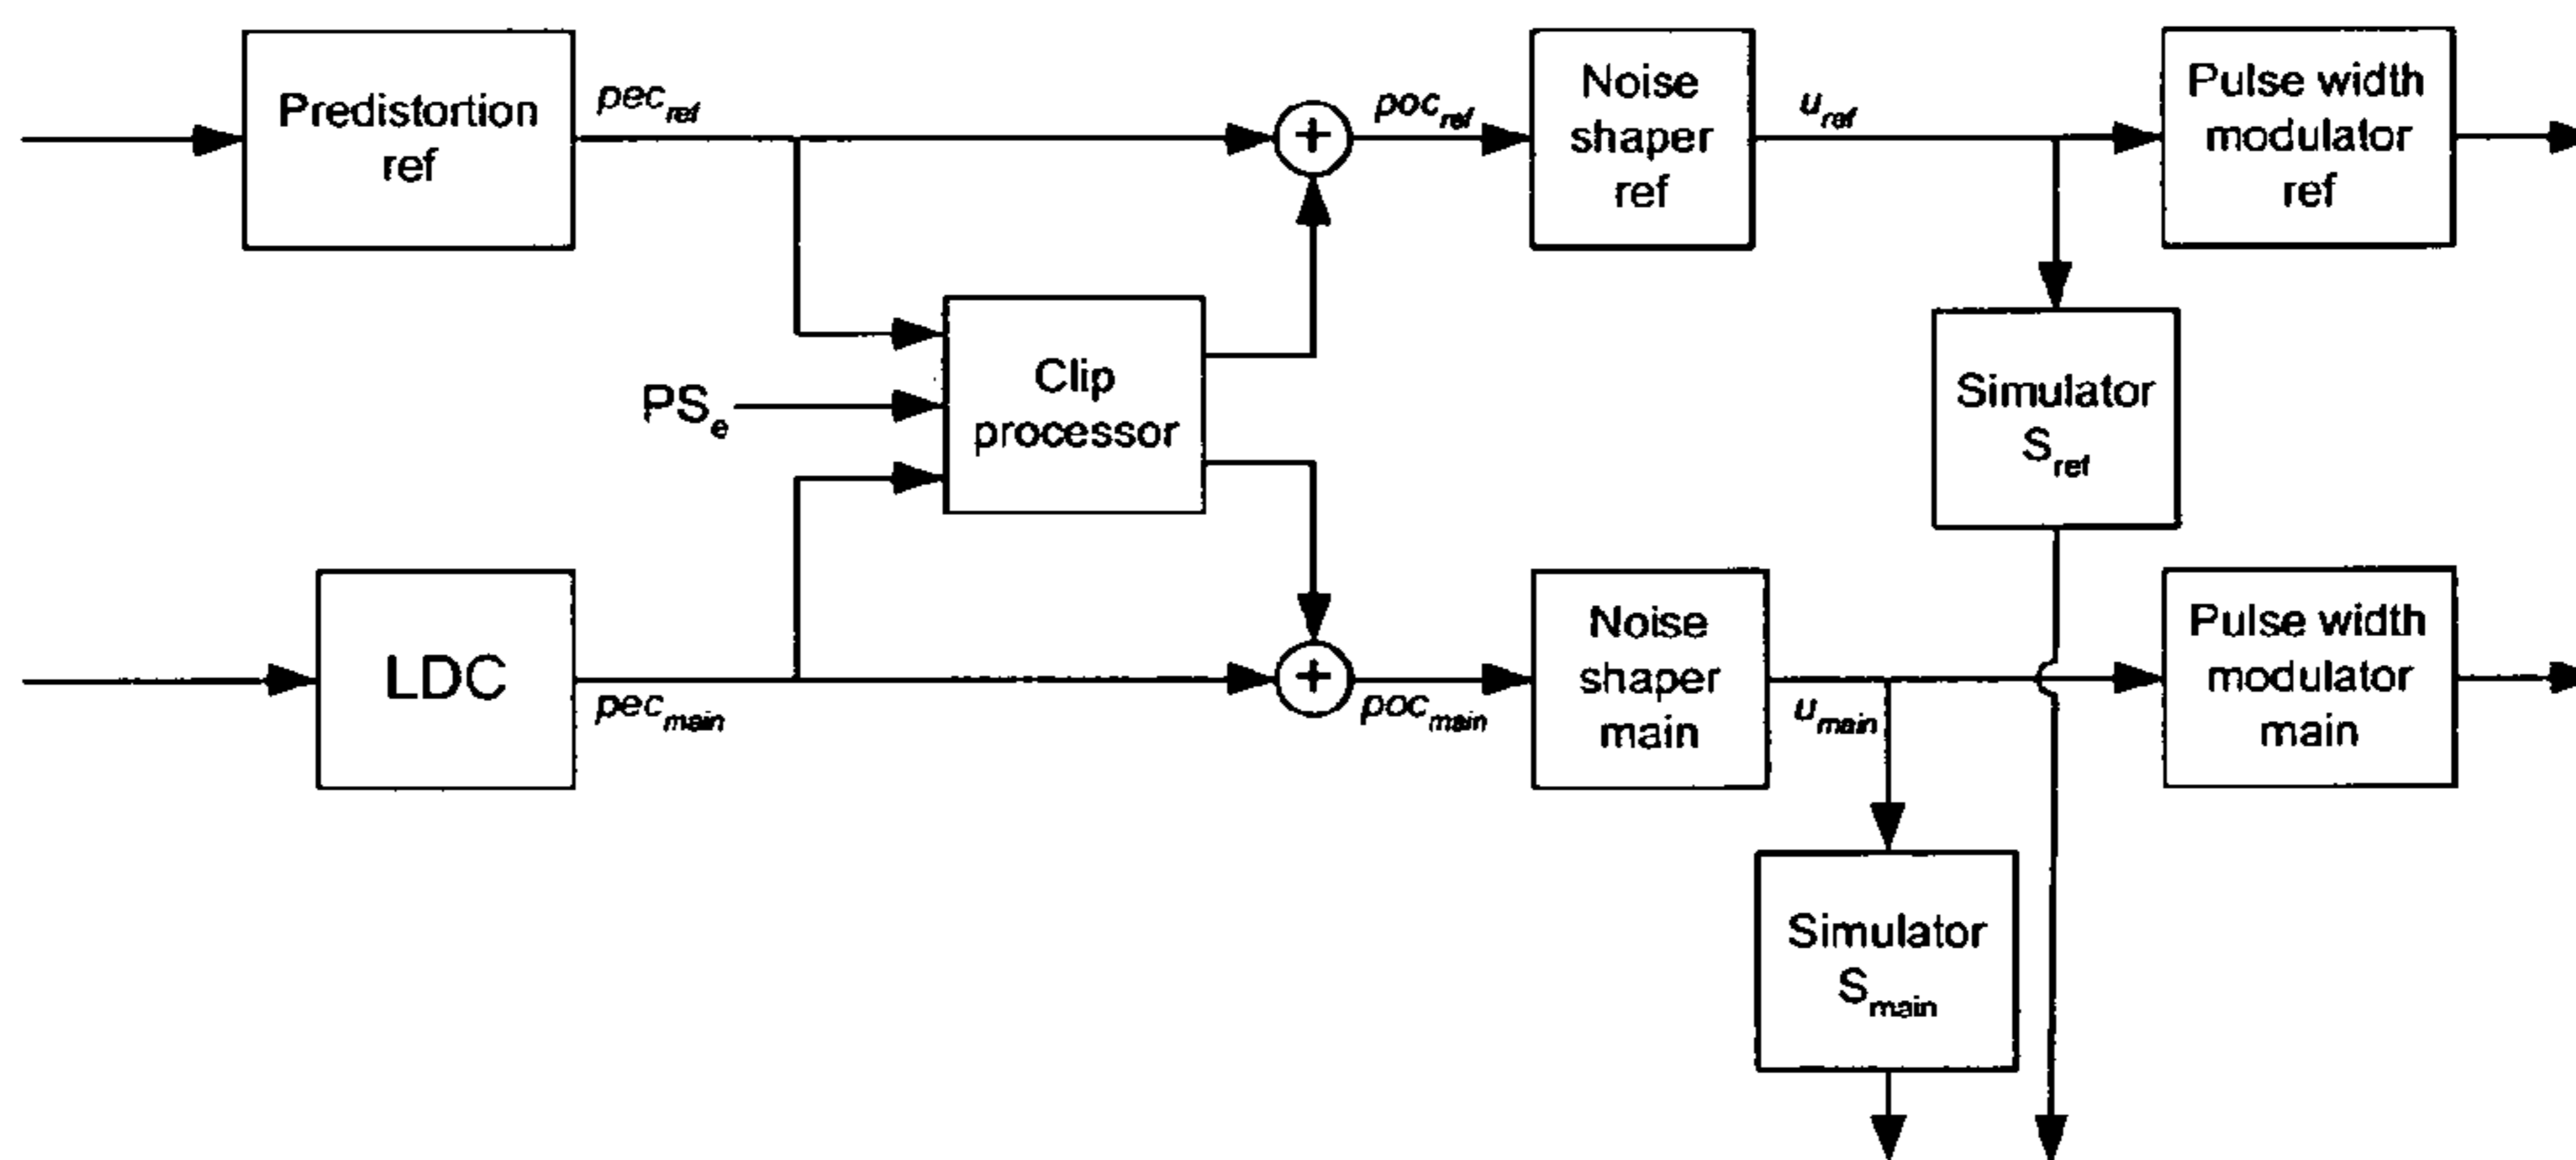 Predistortion
ref
pec_ref
poc_ref
Noise
shaper
ref
u_ref
Pulse width
modulator
ref
PS_e
Clip
processor
Simulator
S_ref
LDC
pec_main
poc_main
Noise
shaper
main
u_main
Pulse width
modulator
main
Simulator
S_main
+
+